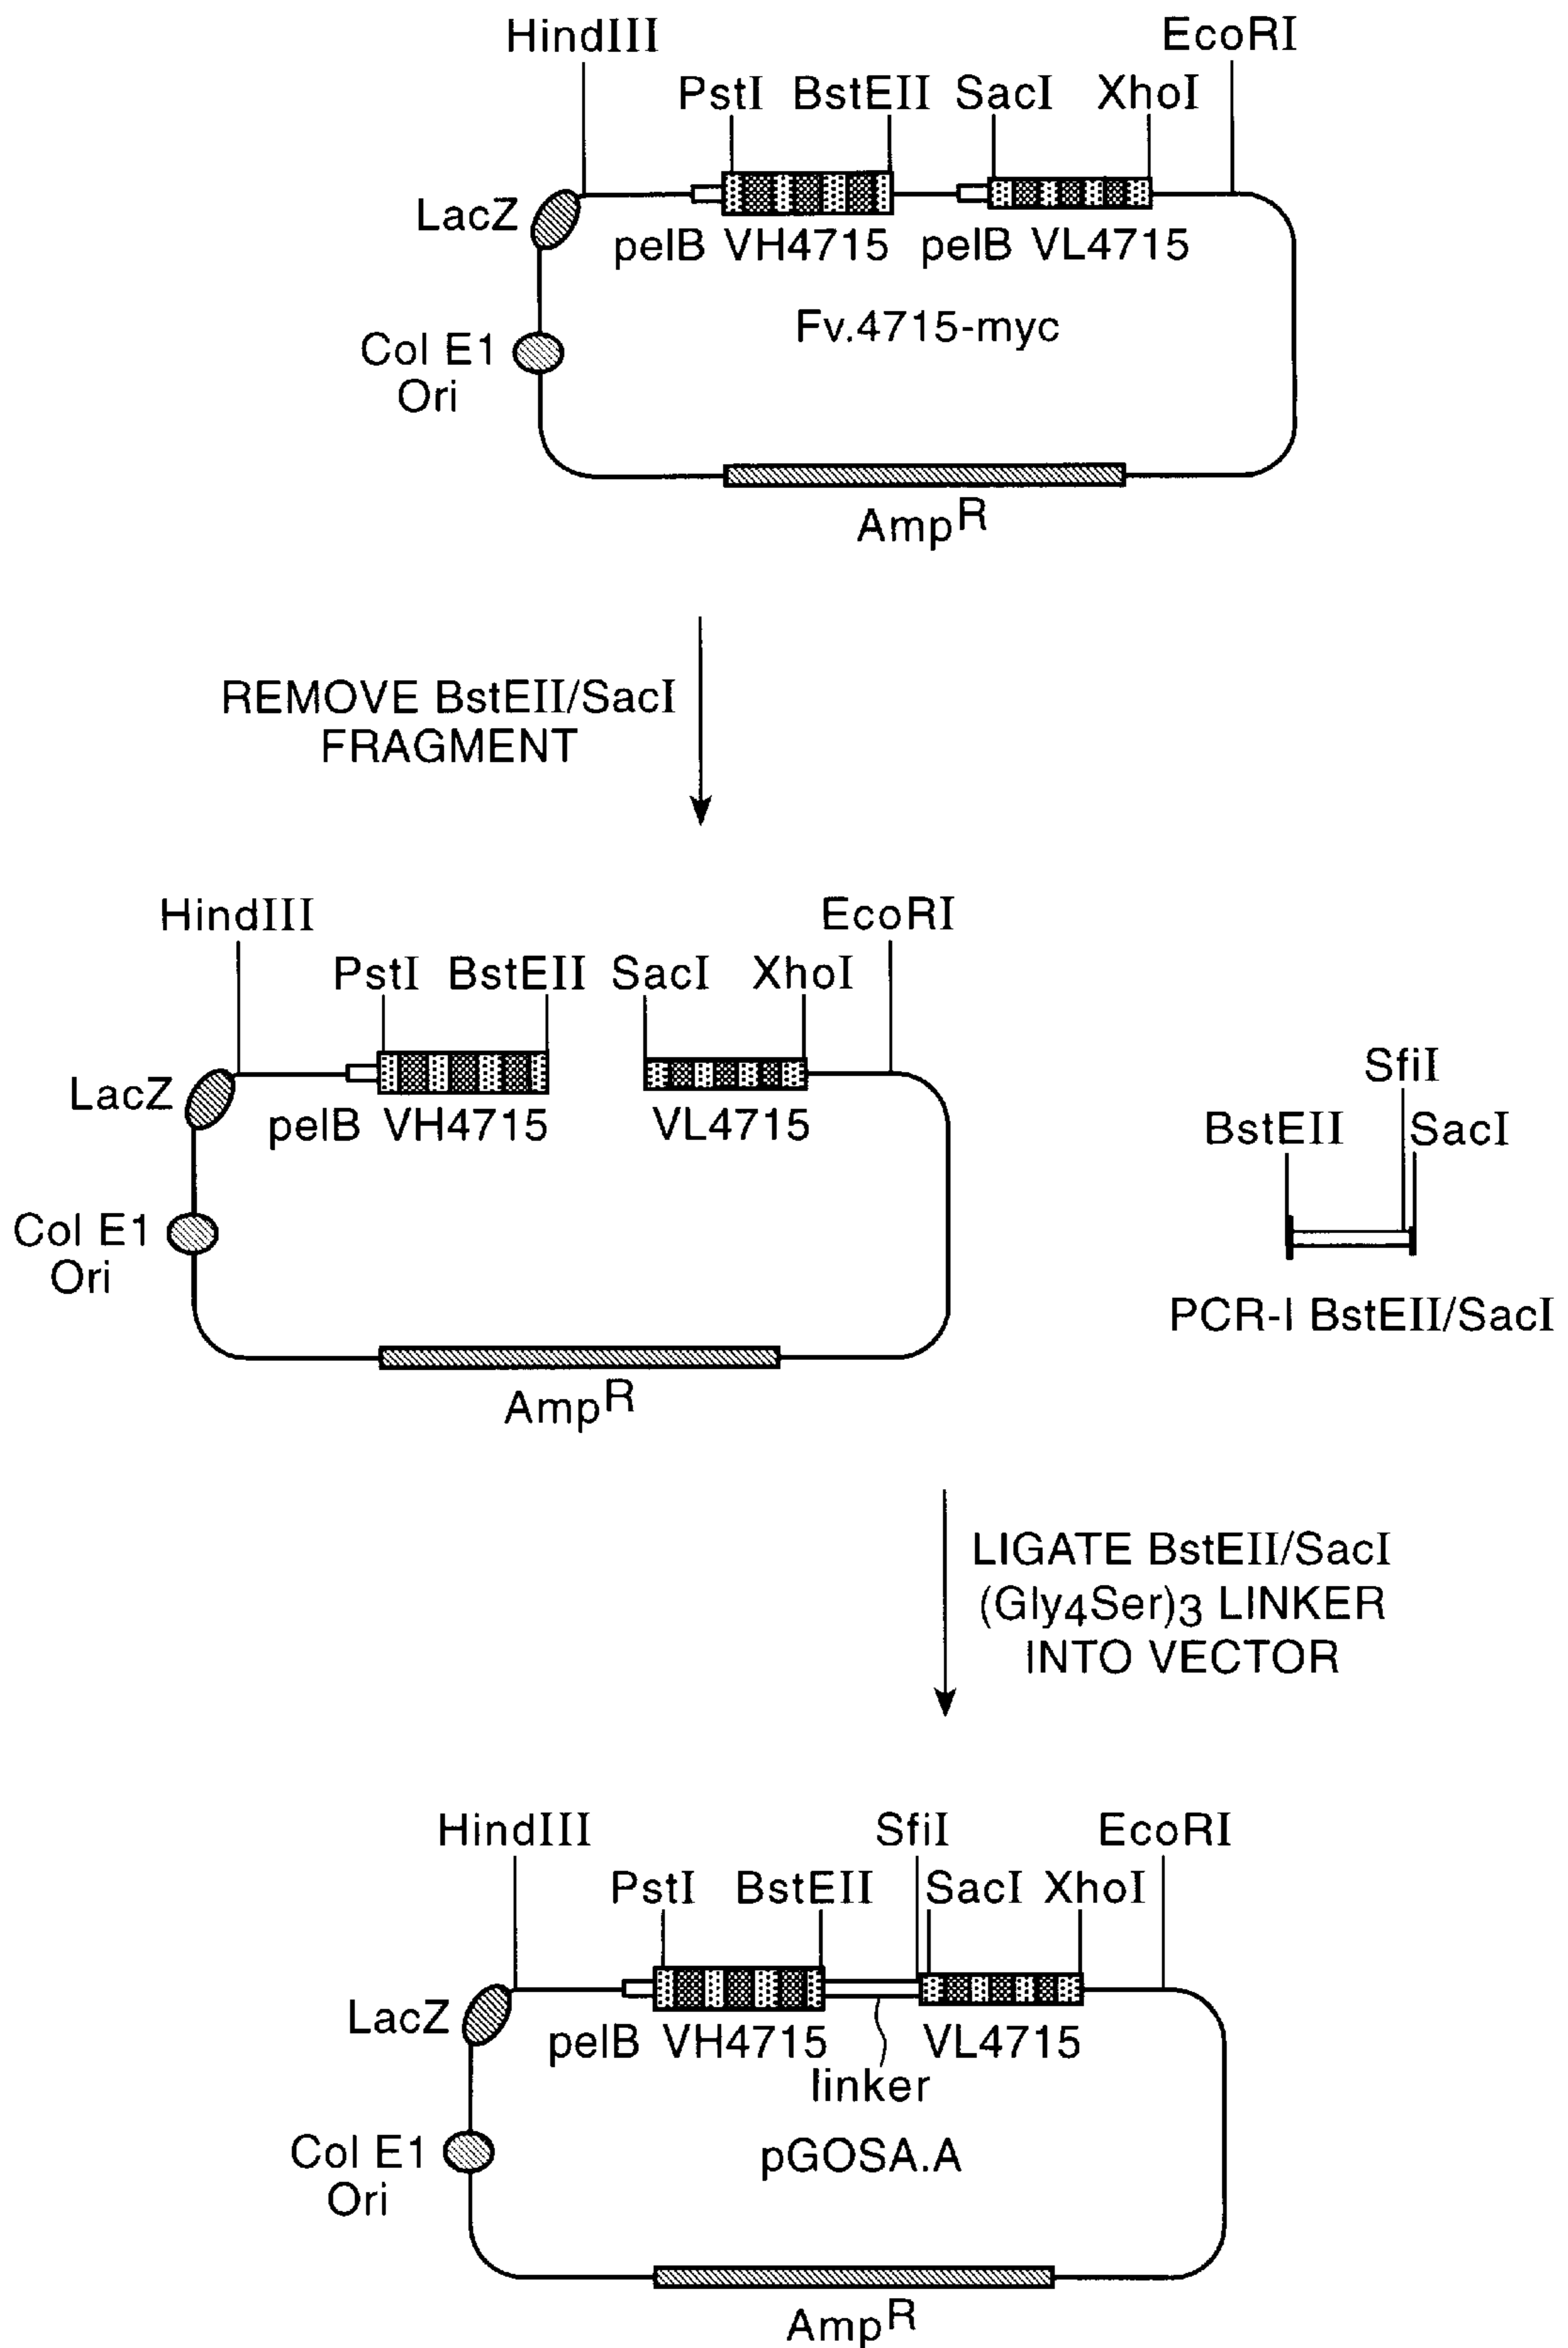 HindIII
EcoRI
PstI BstEII SacI XhoI
LacZ
pelB VH4715 pelB VL4715
Fv.4715-myc
Col E1
Ori
AmpR
REMOVE BstEII/SacI
FRAGMENT
HindIII
EcoRI
PstI BstEII SacI XhoI
LacZ
pelB VH4715 VL4715
Col E1
Ori
AmpR
SfiI
BstEII SacI
PCR-I BstEII/SacI
LIGATE BstEII/SacI
(Gly4Ser)3 LINKER
INTO VECTOR
HindIII SfiI EcoRI
PstI BstEII SacI XhoI
LacZ
pelB VH4715 VL4715
linker
Col E1
Ori
pGOSA.A
AmpR